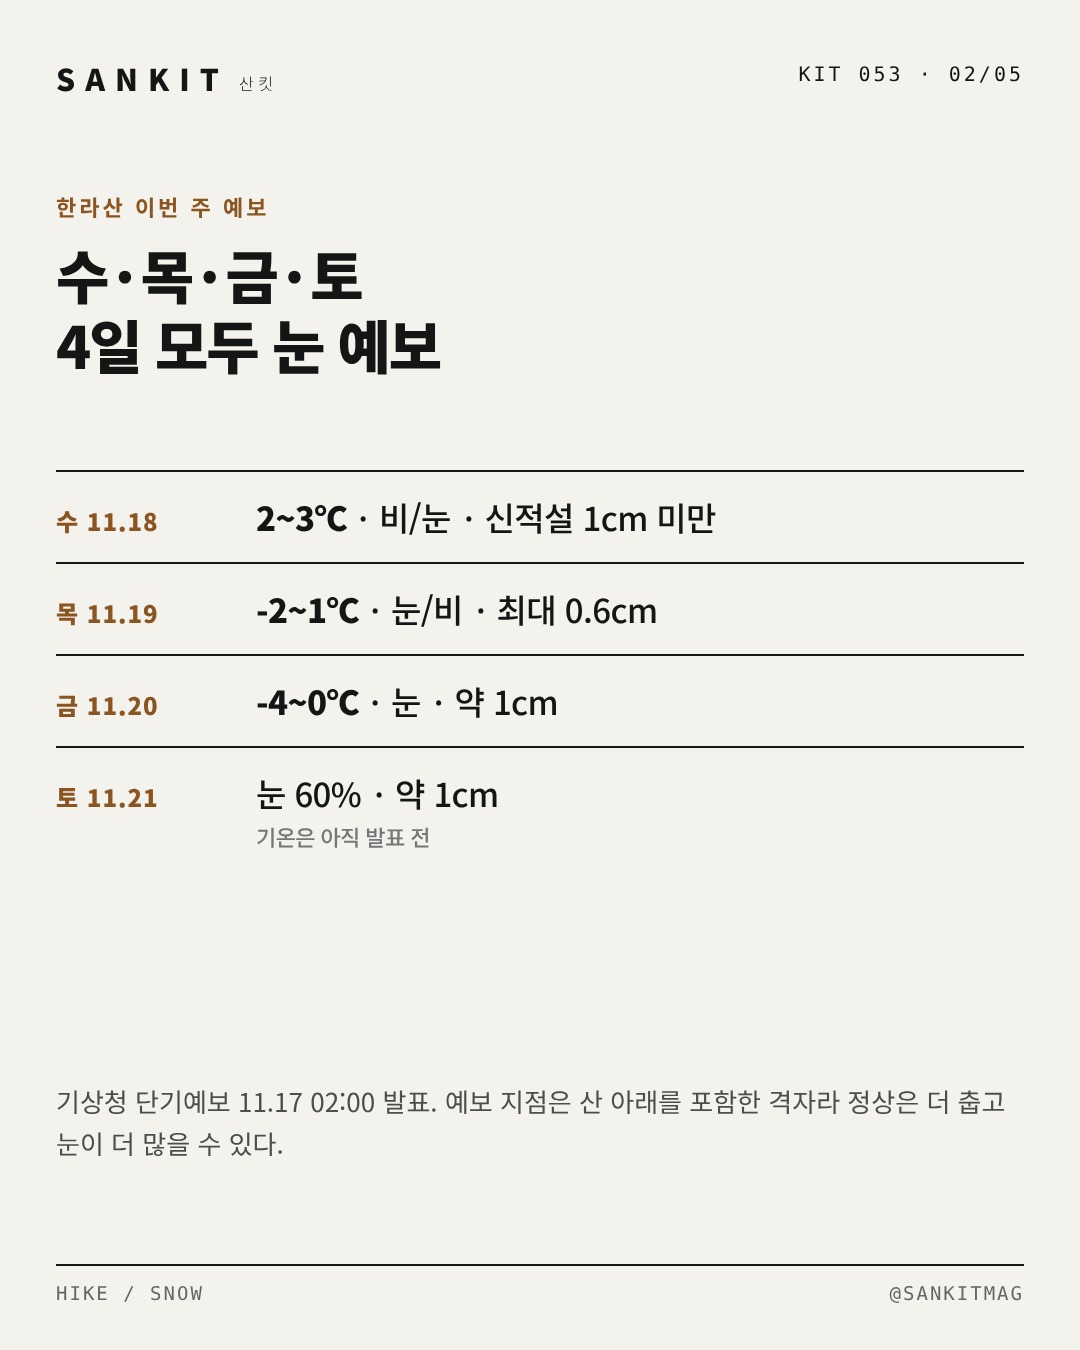 SANKIT 산킷
KIT 053 · 02/05
한라산 이번 주 예보
수·목·금·토
4일 모두 눈 예보
수 11.18 2~3°C · 비/눈 · 신적설 1cm 미만
목 11.19 -2~1°C · 눈/비 · 최대 0.6cm
금 11.20 -4~0°C · 눈 · 약 1cm
토 11.21 눈 60% · 약 1cm
기온은 아직 발표 전
기상청 단기예보 11.17 02:00 발표. 예보 지점은 산 아래를 포함한 격자라 정상은 더 춥고
눈이 더 많을 수 있다.
HIKE / SNOW
@SANKITMAG